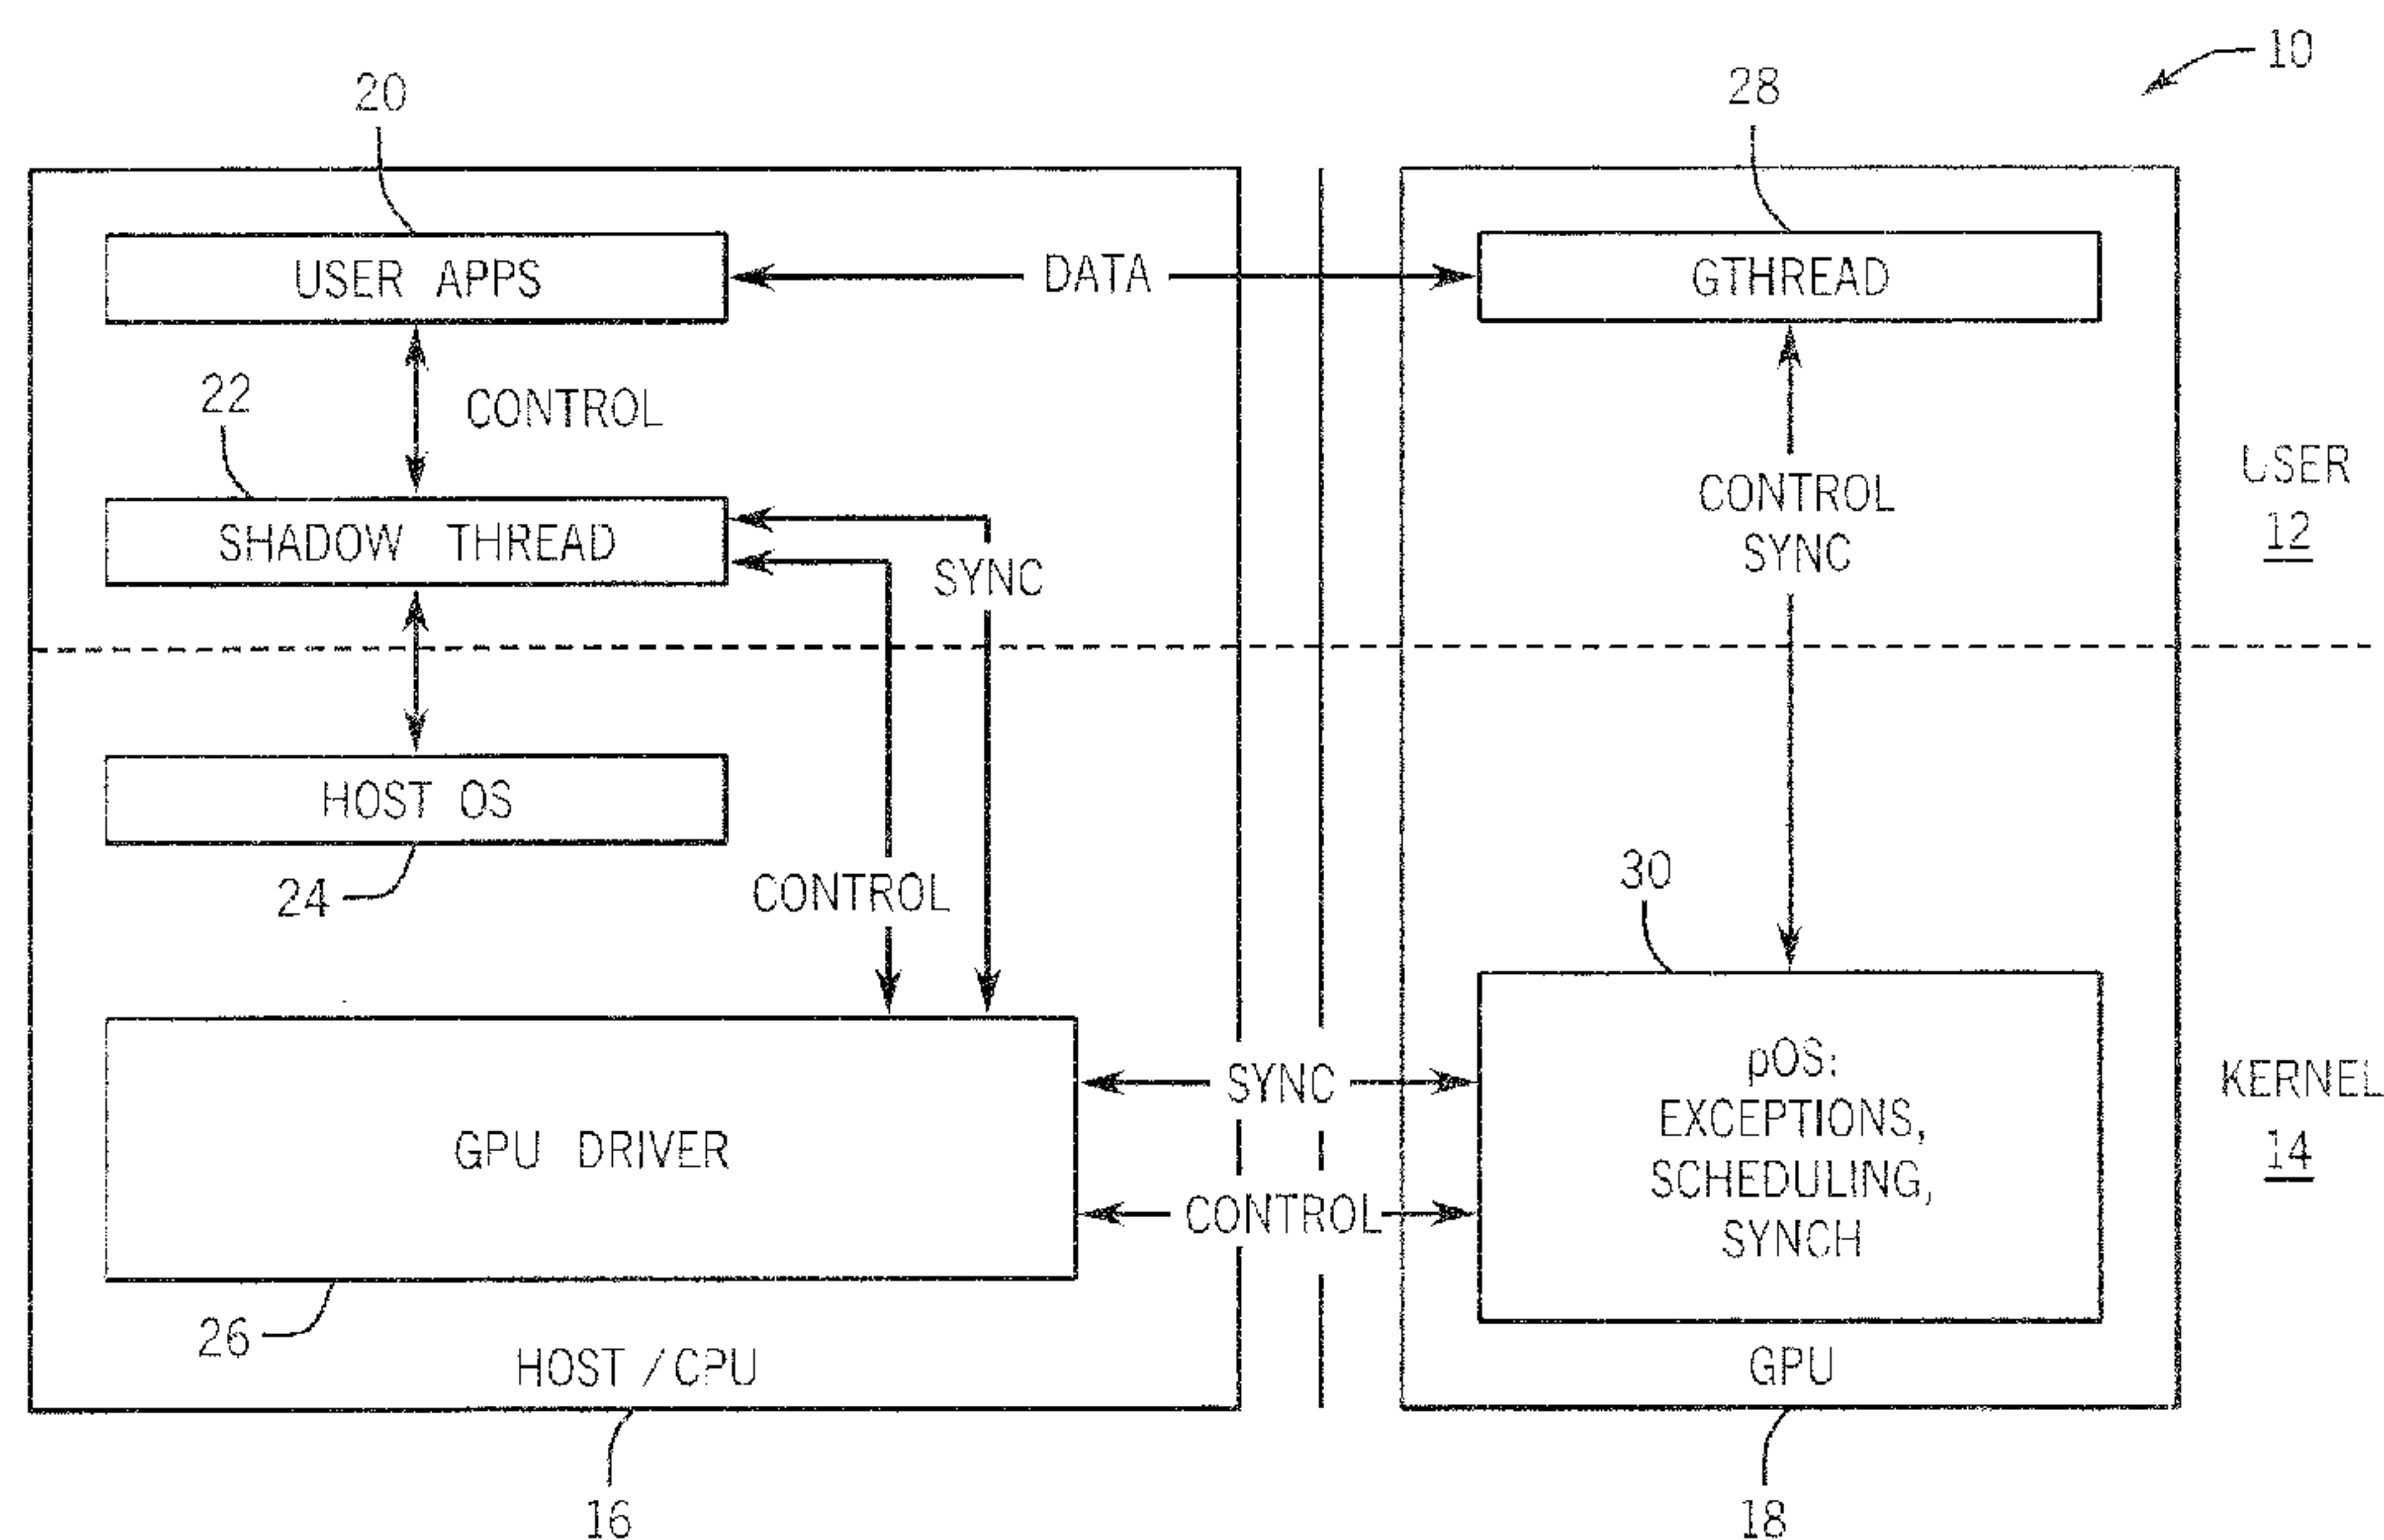 10
20
28
USER APPS
DATA
GTHREAD
22
CONTROL
CONTROL
SYNC
USER
12
SHADOW THREAD
SYNC
HOST OS
24
CONTROL
30
GPU DRIVER
SYNC
CONTROL
pOS:
EXCEPTIONS,
SCHEDULING,
SYNCH
KERNEL
14
26
HOST / CPU
GPU
16
18